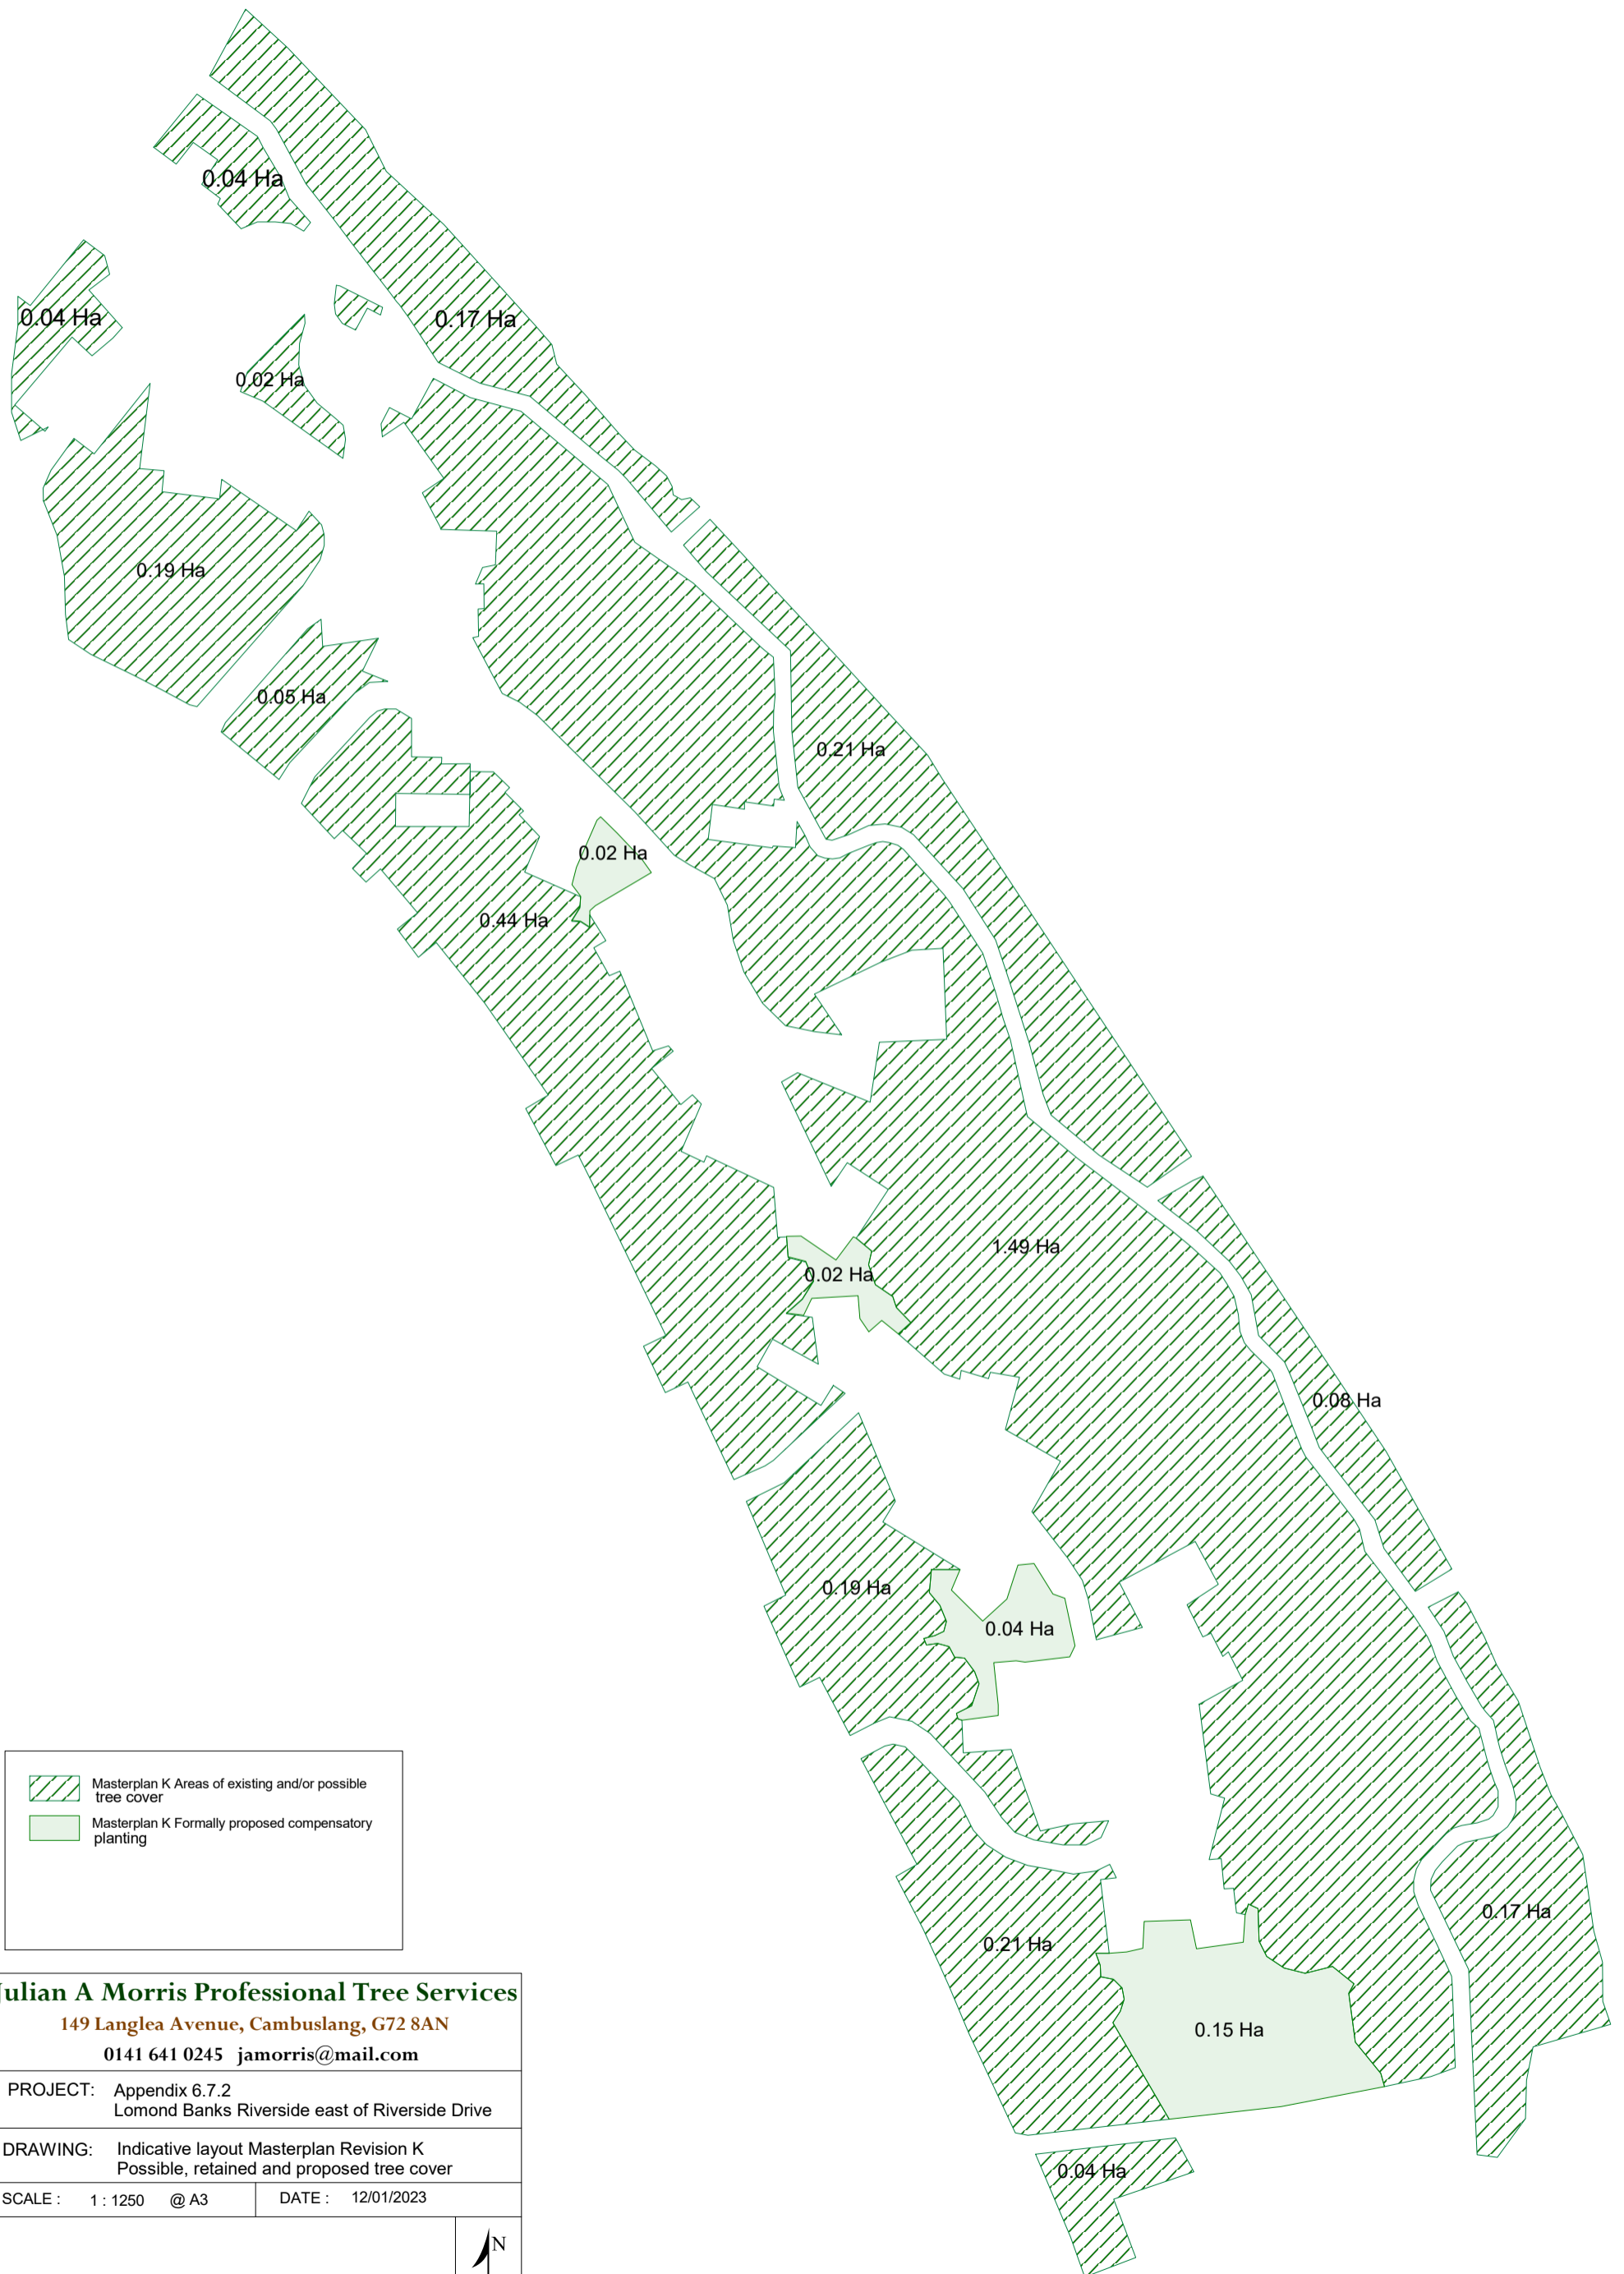 0.04 Ha
0.04 Ha
0.17 Ha
0.02 Ha
0.19 Ha
0.05 Ha
0.21 Ha
0.02 Ha
0.44 Ha
1.49 Ha
0.02 Ha
0.08 Ha
0.19 Ha
0.04 Ha
0.17 Ha
0.21 Ha
0.15 Ha
0.04 Ha
Masterplan K Areas of existing and/or possible
tree cover
Masterplan K Formally proposed compensatory
planting
Julian A Morris Professional Tree Services
149 Langlea Avenue, Cambuslang, G72 8AN
0141 641 0245 jamorris@mail.com
PROJECT: Appendix 6.7.2
Lomond Banks Riverside east of Riverside Drive
DRAWING: Indicative layout Masterplan Revision K
Possible, retained and proposed tree cover
SCALE : 1 : 1250 @ A3 DATE : 12/01/2023
N